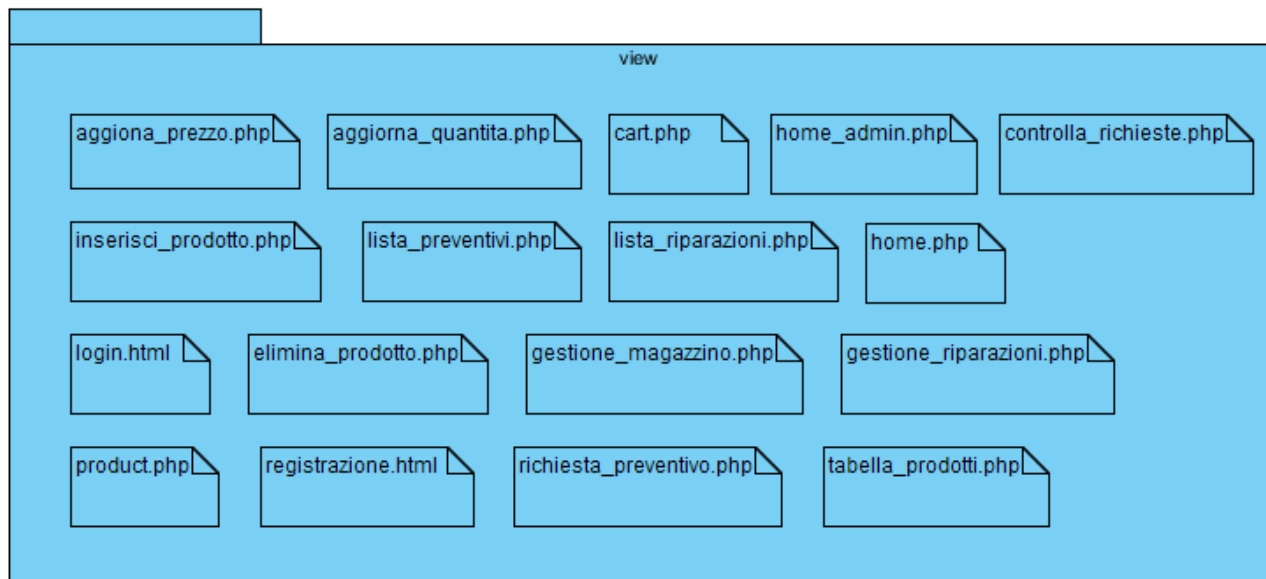 view
aggiona_prezzo.php
aggiorna_quantita.php
cart.php
home_admin.php
controlla_richieste.php
inserisci_prodotto.php
lista_preventivi.php
lista_riparazioni.php
home.php
login.html
elimina_prodotto.php
gestione_magazzino.php
gestione_riparazioni.php
product.php
registrazione.html
richiesta_preventivo.php
tabella_prodotti.php